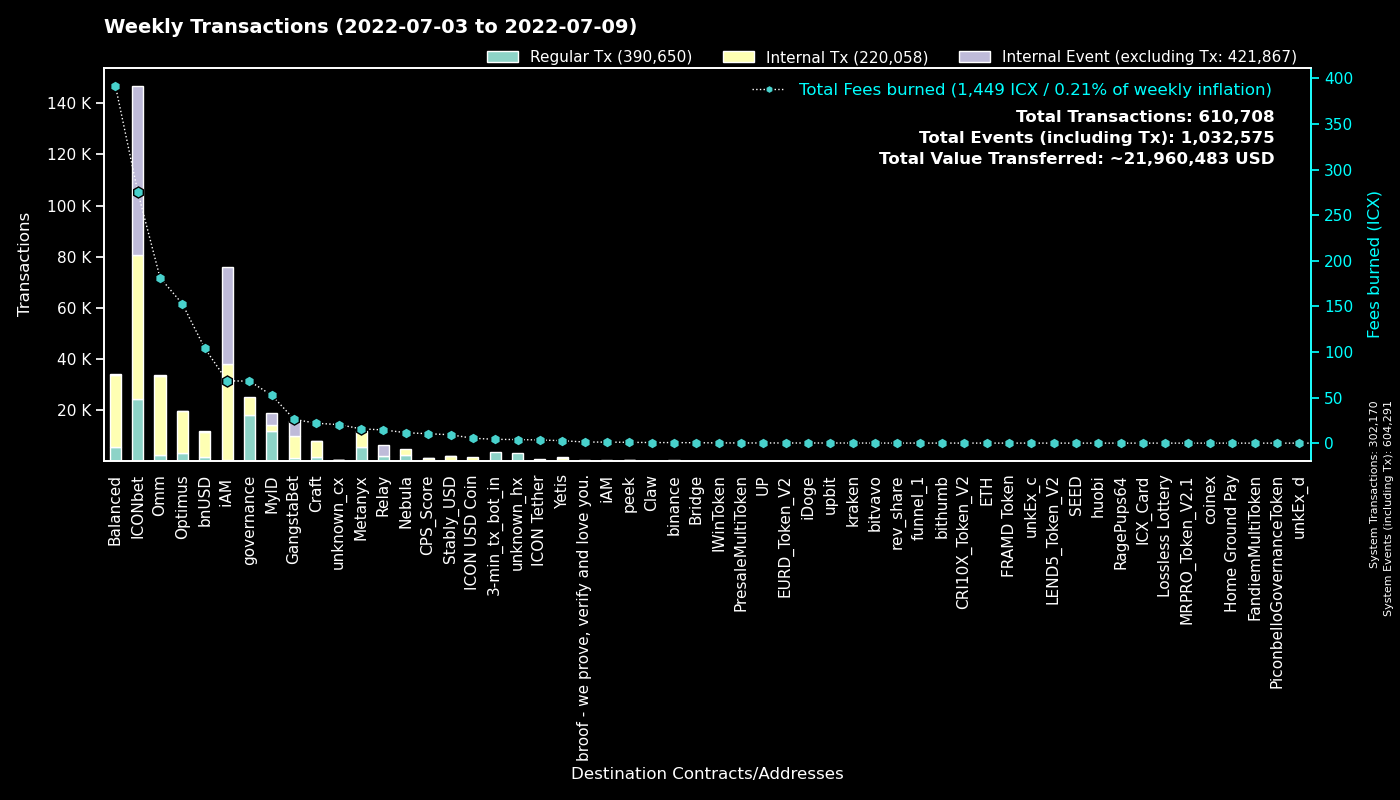 Weekly Transactions (2022-07-03 to 2022-07-09)
Regular Tx (390,650) Internal Tx (220,058) Internal Event (excluding Tx: 421,867)
Total Fees burned (1,449 ICX / 0.21% of weekly inflation)
Total Transactions: 610,708
Total Events (including Tx): 1,032,575
Total Value Transferred: ~21,960,483 USD
Transactions
140 K
120 K
100 K
80 K
60 K
40 K
20 K
400
350
300
250
200
150
100
50
0
Fees burned (ICX)
System Transactions: 302,170
System Events (including Tx): 604,291
Balanced
ICONbet
Omm
Optimus
bnUSD
iAM
governance
MyID
GangstaBet
Craft
unknown_cx
Metanyx
Relay
Nebula
CPS_Score
Stably_USD
ICON USD Coin
3-min_tx_bot_in
unknown_hx
ICON Tether
Yetis
broof - we prove, verify and love you.
iAM
peek
Claw
binance
Bridge
IWinToken
PresaleMultiToken
UP
EURD_Token_V2
iDoge
upbit
kraken
bitvavo
rev_share
funnel_1
bithumb
CRI10X_Token_V2
ETH
FRAMD Token
unkEx_c
LEND5_Token_V2
SEED
huobi
RagePups64
ICX_Card
Lossless Lottery
MRPRO_Token_V2.1
coinex
Home Ground Pay
FandiemMultiToken
PiconbelloGovernanceToken
unkEx_d
Destination Contracts/Addresses